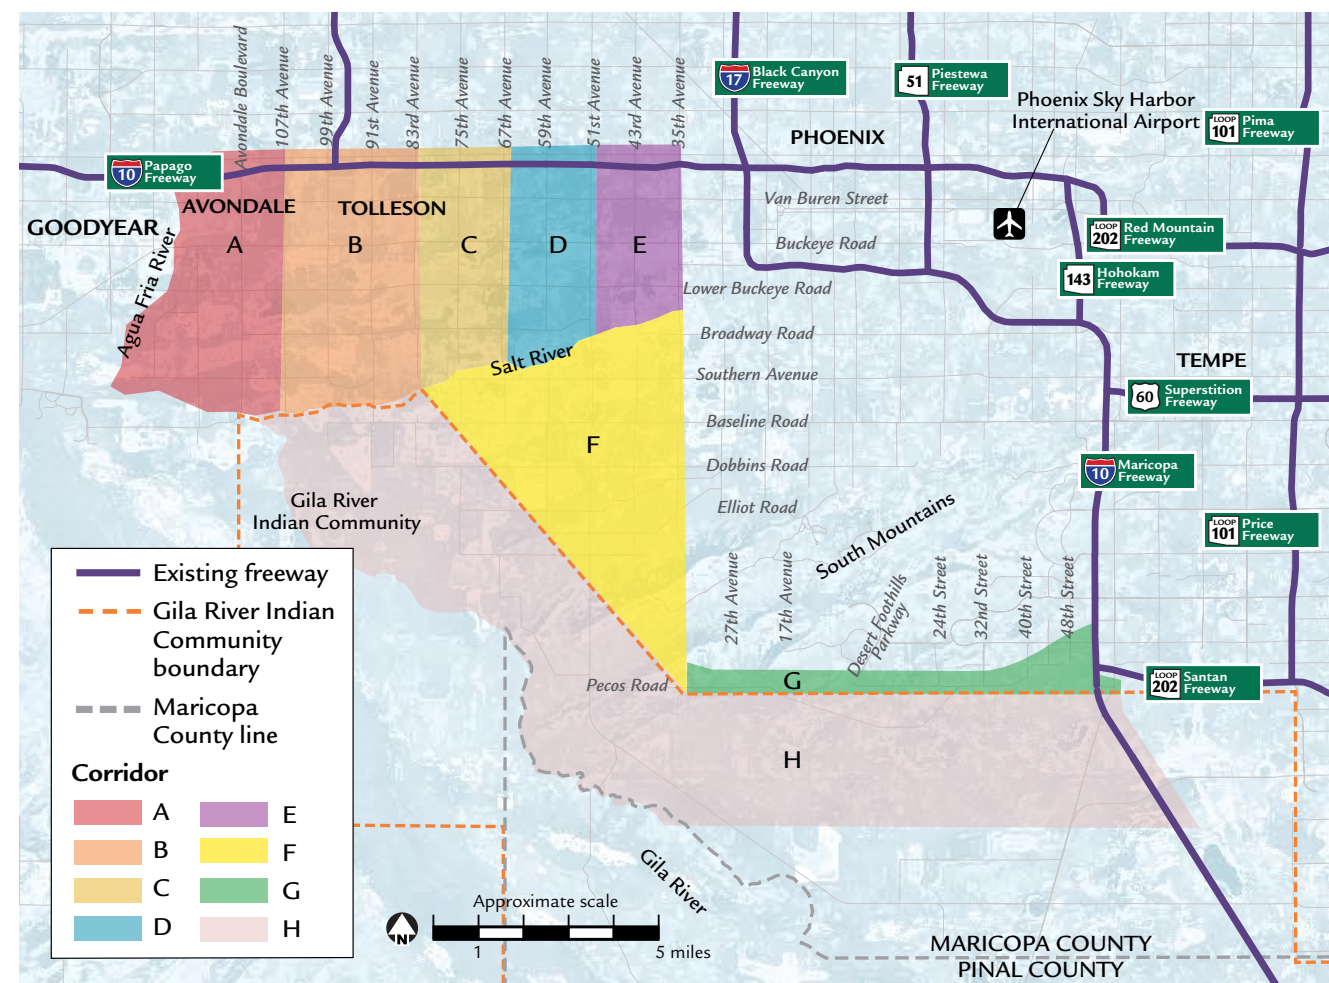 Avondale Boulevard
107th Avenue
99th Avenue
91st Avenue
83rd Avenue
75th Avenue
67th Avenue
59th Avenue
51st Avenue
43rd Avenue
35th Avenue
17
Black Canyon
Freeway
51
Piestewa
Freeway
Phoenix Sky Harbor
International Airport
LOOP
101
Pima
Freeway
PHOENIX
10
Papago
Freeway
GOODYEAR
AVONDALE
TOLLESON
Van Buren Street
Buckeye Road
LOOP
202
Red Mountain
Freeway
143
Hohokam
Freeway
A
B
C
D
E
Agua Fria River
Lower Buckeye Road
Broadway Road
Salt River
Southern Avenue
TEMPE
60
Superstition
Freeway
Baseline Road
F
Dobbins Road
10
Maricopa
Freeway
Elliot Road
Gila River
Indian Community
South Mountains
LOOP
101
Price
Freeway
27th Avenue
17th Avenue
Desert Foothills
Parkway
24th Street
32nd Street
40th Street
48th Street
Pecos Road
G
LOOP
202
Santan
Freeway
H
Existing freeway
Gila River Indian
Community
boundary
Maricopa
County line
Corridor
A
B
C
D
E
F
G
H
Gila River
Approximate scale
N
1
5 miles
MARICOPA COUNTY
PINAL COUNTY